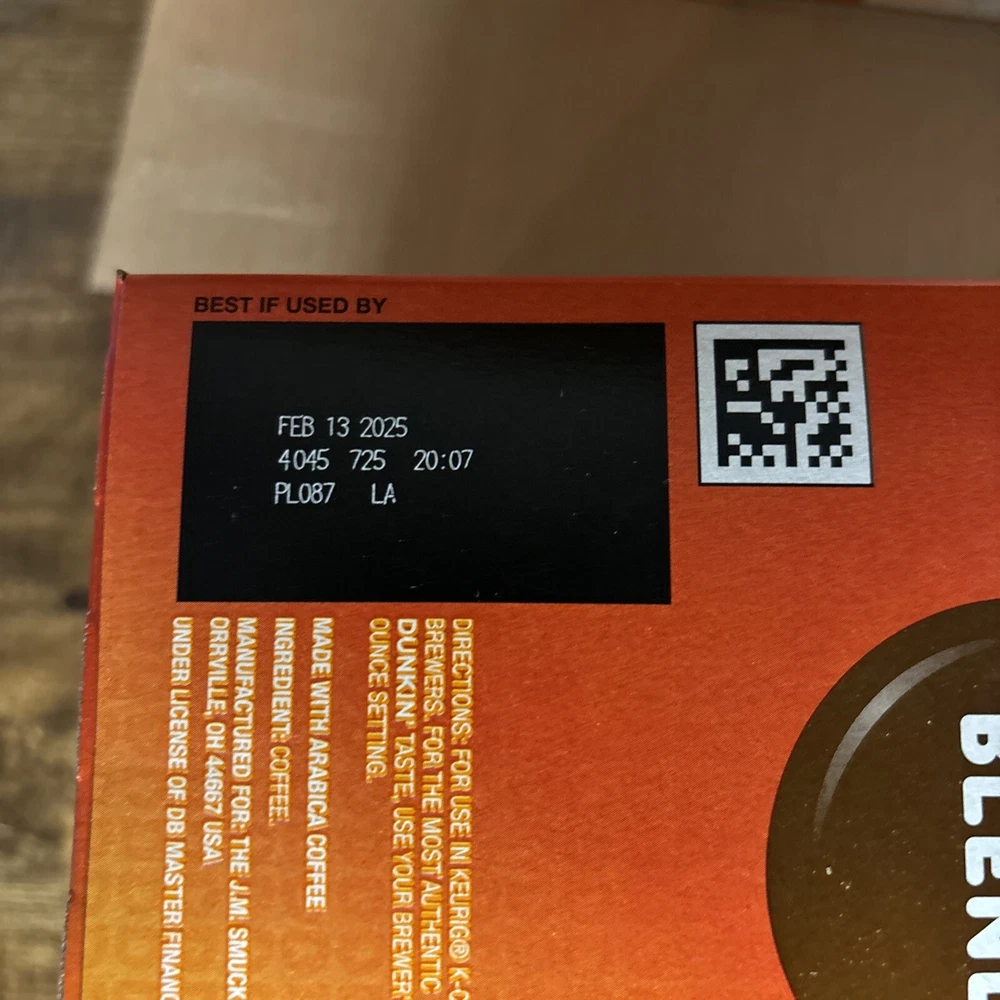 BEST IF USED BY
FEB 13 2025
4045 725 20:07
PL087 LA
DIRECTIONS: FOR USE IN KEURIG® K-C
BREWERS. FOR THE MOST AUTHENTIC
DUNKIN' TASTE, USE YOUR BREWER
OUNCE SETTING.
MADE WITH ARABICA COFFEE
INGREDIENT: COFFEE.
MANUFACTURED FOR: THE J.M. SMUCK
ORRVILLE, OH 44667 USA
UNDER LICENSE OF DB MASTER FINANC
BLEND